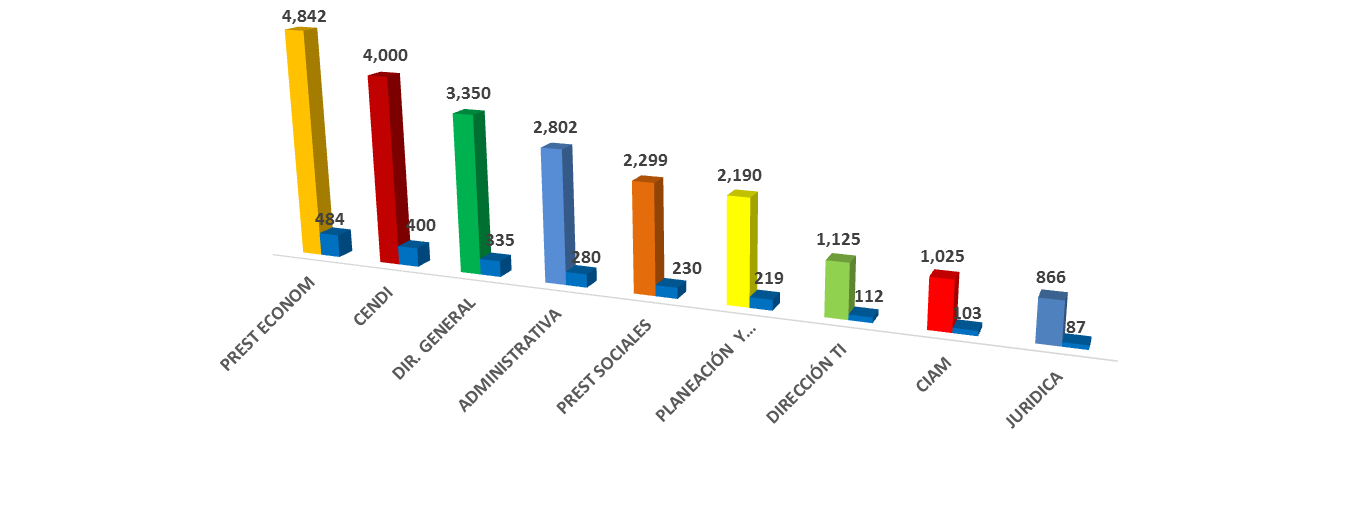 4,842
4,000
3,350
2,802
2,299
2,190
1,125
1,025
866
484
400
335
280
230
219
112
103
87
PREST ECONOM
CENDI
DIR. GENERAL
ADMINISTRATIVA
PREST SOCIALES
PLANEACIÓN  Y...
DIRECCIÓN TI
CIAM
JURIDICA